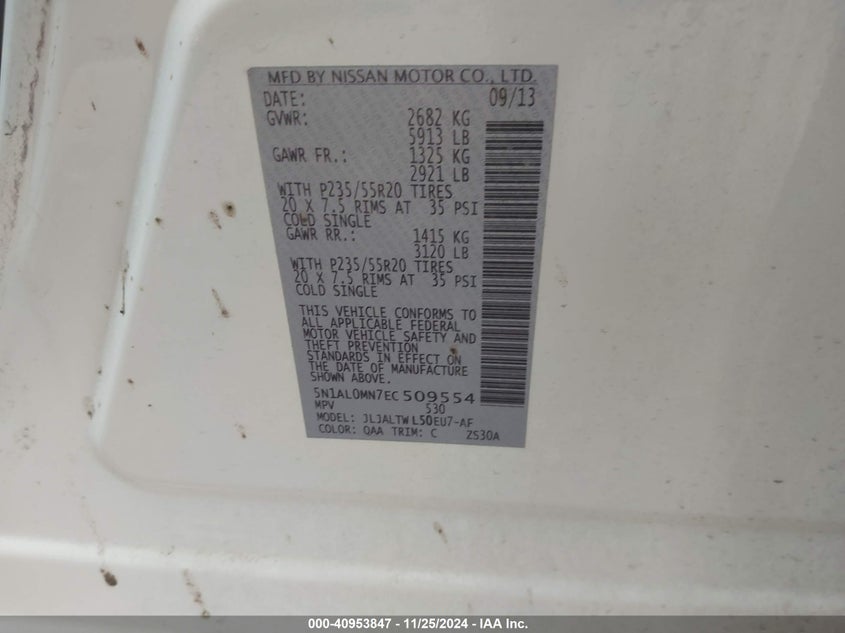 MFD BY NISSAN MOTOR CO., LTD.
DATE: 09/13
GVWR: 2682 KG
5913 LB
GAWR FR.: 1325 KG
2921 LB
WITH P235/55R20 TIRES
20 X 7.5 RIMS AT 35 PSI
COLD SINGLE
GAWR RR.: 1415 KG
3120 LB
WITH P235/55R20 TIRES
20 X 7.5 RIMS AT 35 PSI
COLD SINGLE
THIS VEHICLE CONFORMS TO
ALL APPLICABLE FEDERAL
MOTOR VEHICLE SAFETY AND
THEFT PREVENTION
STANDARDS IN EFFECT ON
THE DATE OF MANUFACTURE
SHOWN ABOVE.
5N1AL0MN7EC509554
MPV 530
MODEL: JLJALTWL50EU7-AF
COLOR: QAA TRIM: C ZS30A
000-40953847 - 11/25/2024 - IAA Inc.